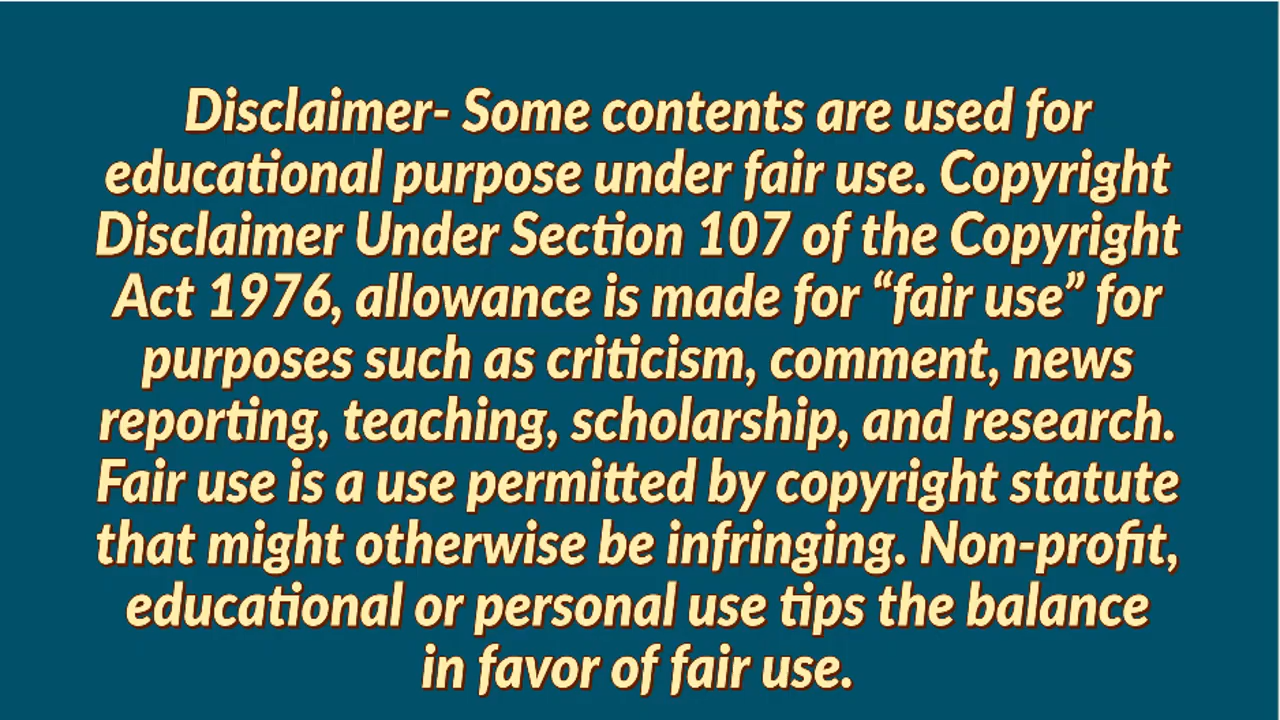 Disclaimer- Some contents are used for
educational purpose under fair use. Copyright
Disclaimer Under Section 107 of the Copyright
Act 1976, allowance is made for “fair use” for
purposes such as criticism, comment, news
reporting, teaching, scholarship, and research.
Fair use is a use permitted by copyright statute
that might otherwise be infringing. Non-profit,
educational or personal use tips the balance
in favor of fair use.